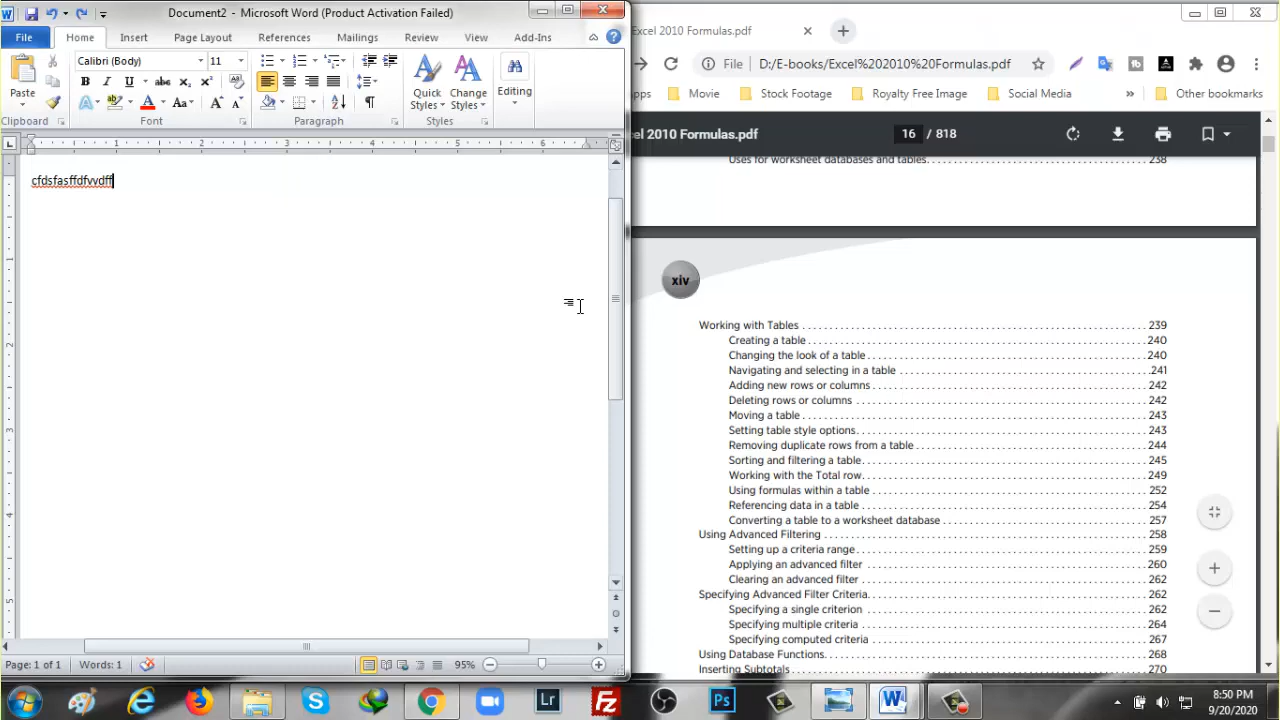 Document2 - Microsoft Word (Product Activation Failed)
File Home Insert Page Layout References Mailings Review View Add-Ins
Calibri (Body) 11
Paste
Quick Styles
Change Styles
Editing
Clipboard Font Paragraph Styles
cfdsfasffdfvvdff
Page: 1 of 1 Words: 1 95%
Excel 2010 Formulas.pdf
File D:/E-books/Excel%202010%20Formulas.pdf
Apps Movie Stock Footage Royalty Free Image Social Media Other bookmarks
cel 2010 Formulas.pdf 16 / 818
Uses for worksheet databases and tables. 238
xiv
Working with Tables 239
Creating a table 240
Changing the look of a table 240
Navigating and selecting in a table 241
Adding new rows or columns 242
Deleting rows or columns 242
Moving a table 243
Setting table style options 243
Removing duplicate rows from a table 244
Sorting and filtering a table 245
Working with the Total row 249
Using formulas within a table 252
Referencing data in a table 254
Converting a table to a worksheet database 257
Using Advanced Filtering 258
Setting up a criteria range 259
Applying an advanced filter 260
Clearing an advanced filter 262
Specifying Advanced Filter Criteria 262
Specifying a single criterion 262
Specifying multiple criteria 264
Specifying computed criteria 267
Using Database Functions 268
Inserting Subtotals 270
8:50 PM
9/20/2020